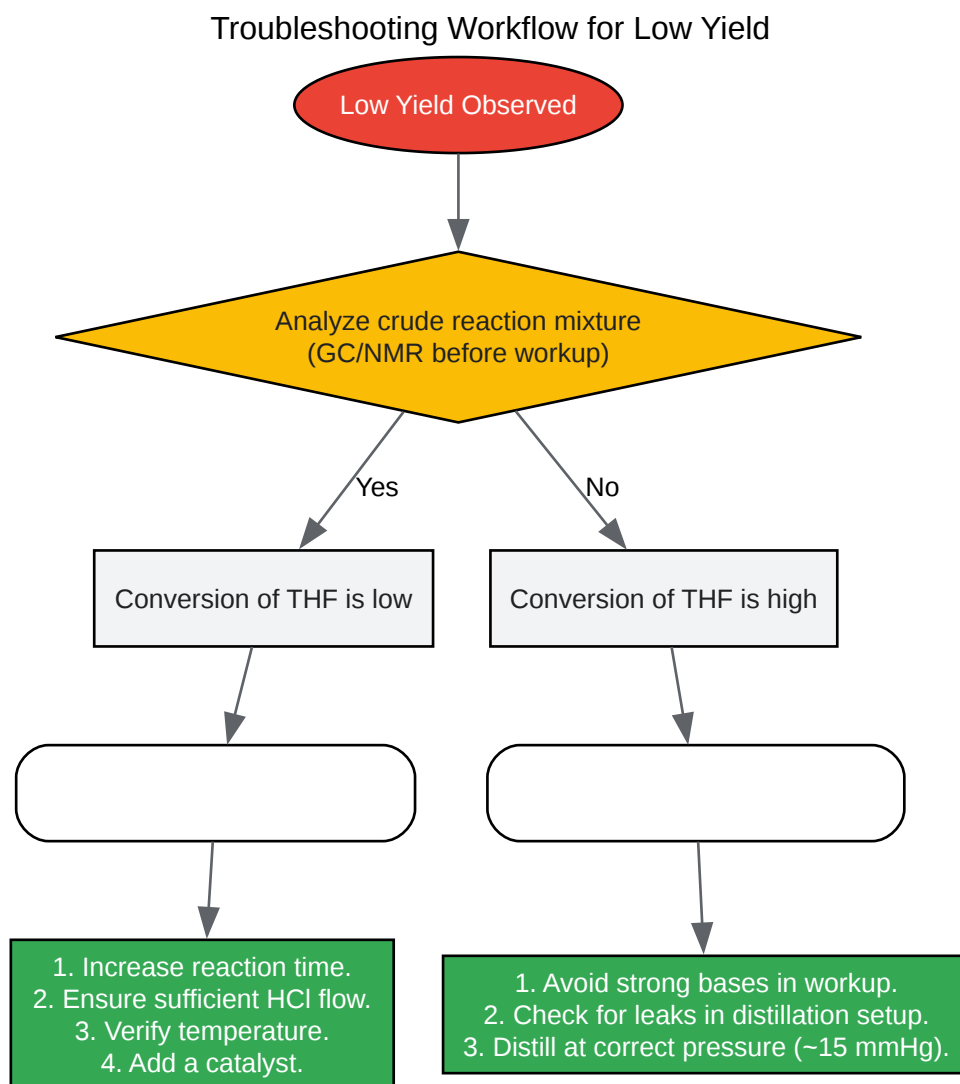 Troubleshooting Workflow for Low Yield
Low Yield Observed
Analyze crude reaction mixture
(GC/NMR before workup)
Yes
No
Conversion of THF is low
Conversion of THF is high
1. Increase reaction time.
2. Ensure sufficient HCl flow.
3. Verify temperature.
4. Add a catalyst.
1. Avoid strong bases in workup.
2. Check for leaks in distillation setup.
3. Distill at correct pressure (~15 mmHg).